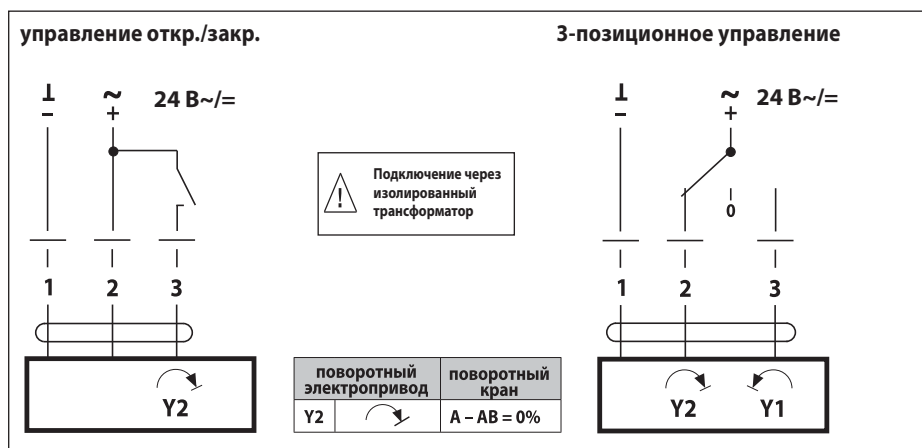 управление откр./закр.
3-позиционное управление
⊥ ~ 24 В~/=
- +
⊥ ~ 24 В~/=
- +
Подключение через
изолированный
трансформатор
!
0
1 2 3
1 2 3
Y2
поворотный электропривод
поворотный кран
Y2
A – AB = 0%
Y2 Y1